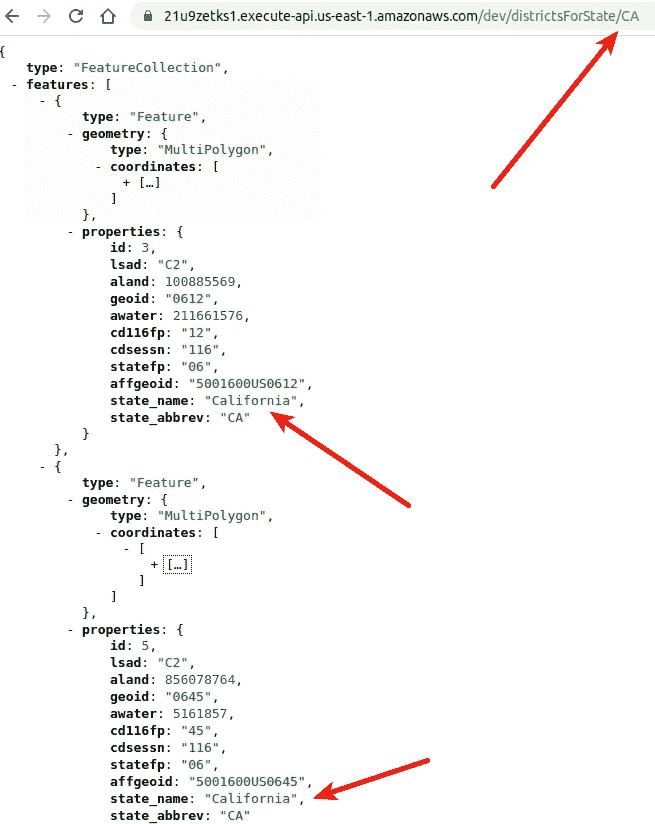 21u9zetks1.execute-api.us-east-1.amazonaws.com/dev/districtsForState/CA
{
type: "FeatureCollection",
- features: [
- {
type: "Feature",
- geometry: {
type: "MultiPolygon",
- coordinates: [
+ […]
]
},
- properties: {
id: 3,
lsad: "C2",
aland: 100885569,
geoid: "0612",
awater: 211661576,
cd116fp: "12",
cdsessn: "116",
statefp: "06",
affgeoid: "5001600US0612",
state_name: "California",
state_abbrev: "CA"
}
},
- {
type: "Feature",
- geometry: {
type: "MultiPolygon",
- coordinates: [
- [
+ […]
]
]
},
- properties: {
id: 5,
lsad: "C2",
aland: 856078764,
geoid: "0645",
awater: 5161857,
cd116fp: "45",
cdsessn: "116",
statefp: "06",
affgeoid: "5001600US0645",
state_name: "California",
state_abbrev: "CA"